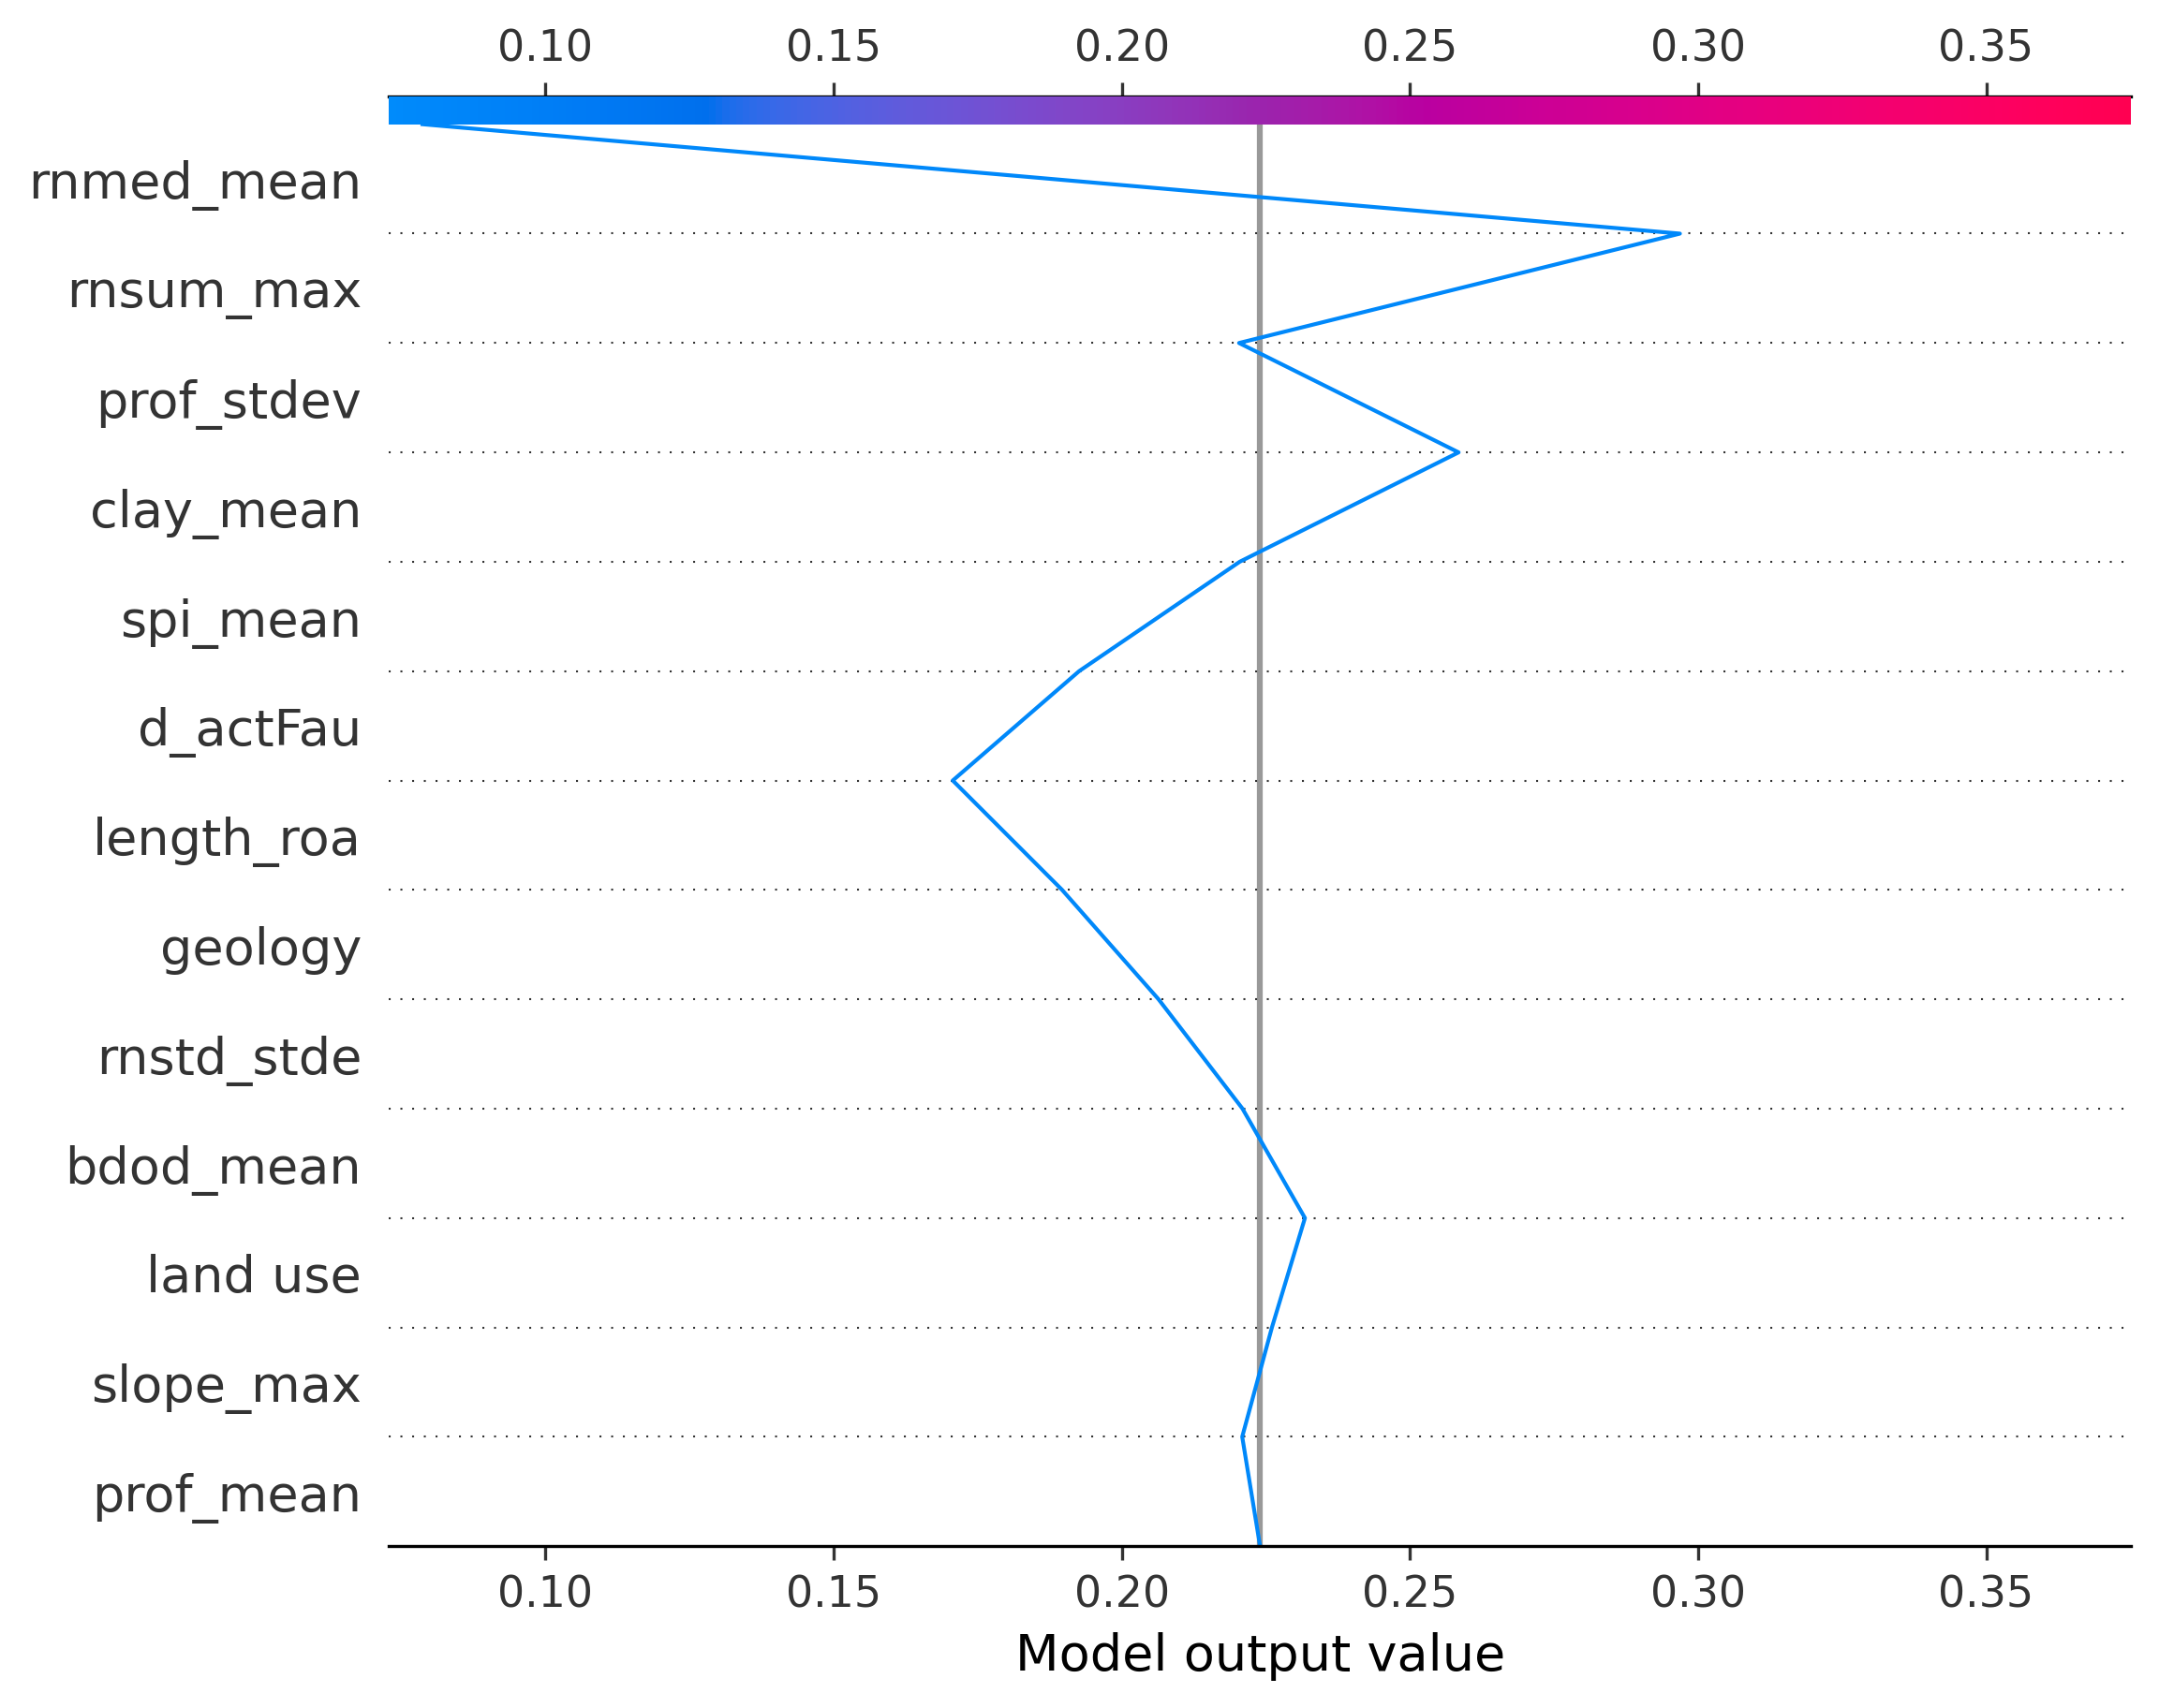 0.10 0.15 0.20 0.25 0.30 0.35
rnmed_mean
rnsum_max
prof_stdev
clay_mean
spi_mean
d_actFau
length_roa
geology
rnstd_stde
bdod_mean
land use
slope_max
prof_mean
0.10 0.15 0.20 0.25 0.30 0.35
Model output value